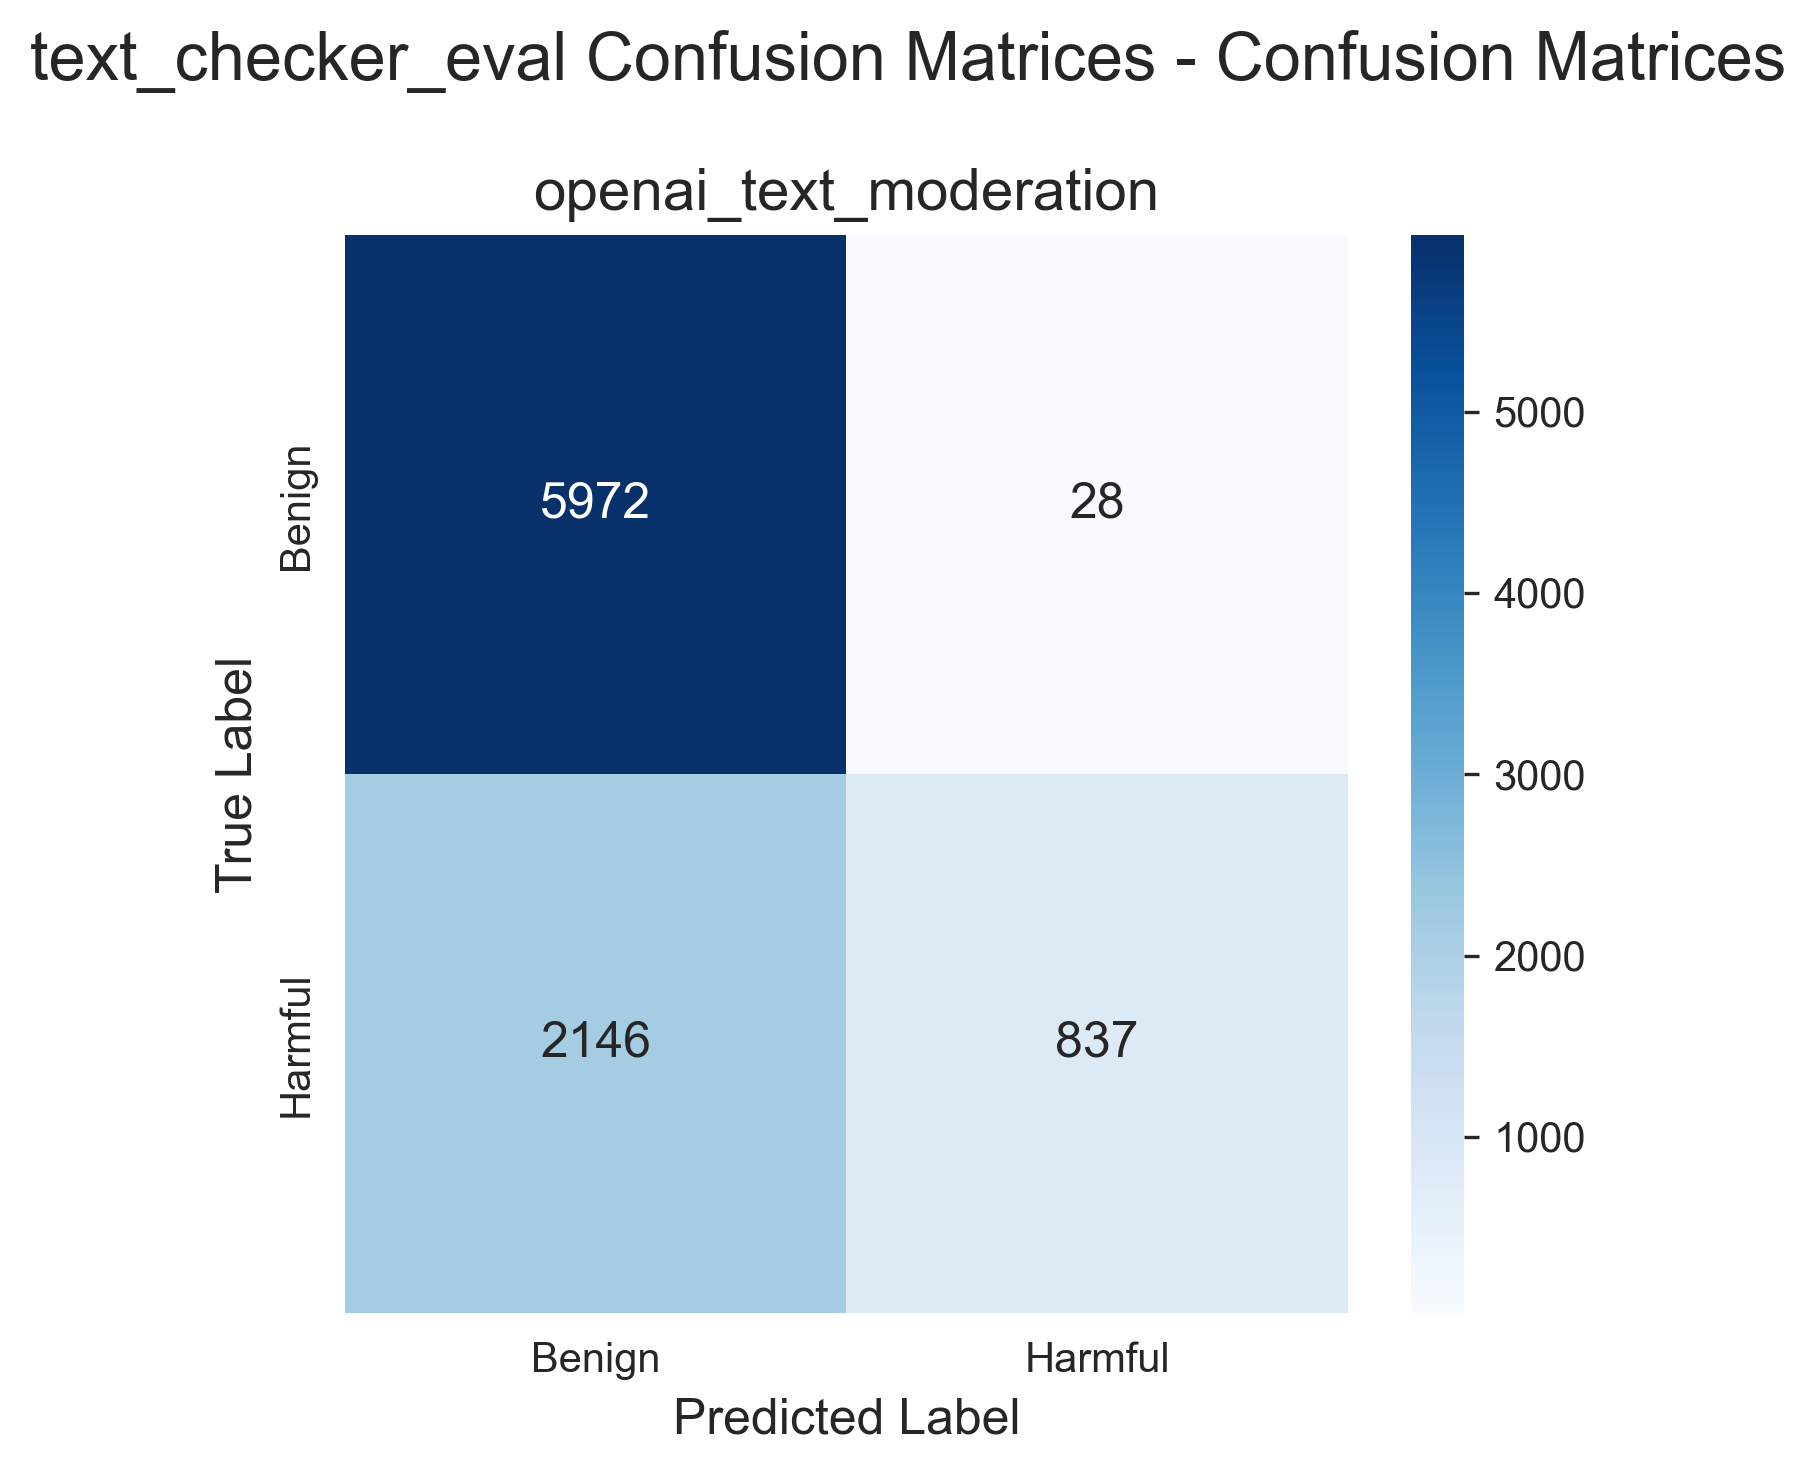 text_checker_eval Confusion Matrices - Confusion Matrices
openai_text_moderation
True Label
Benign
5972
28
Harmful
2146
837
Benign
Harmful
Predicted Label
5000
4000
3000
2000
1000